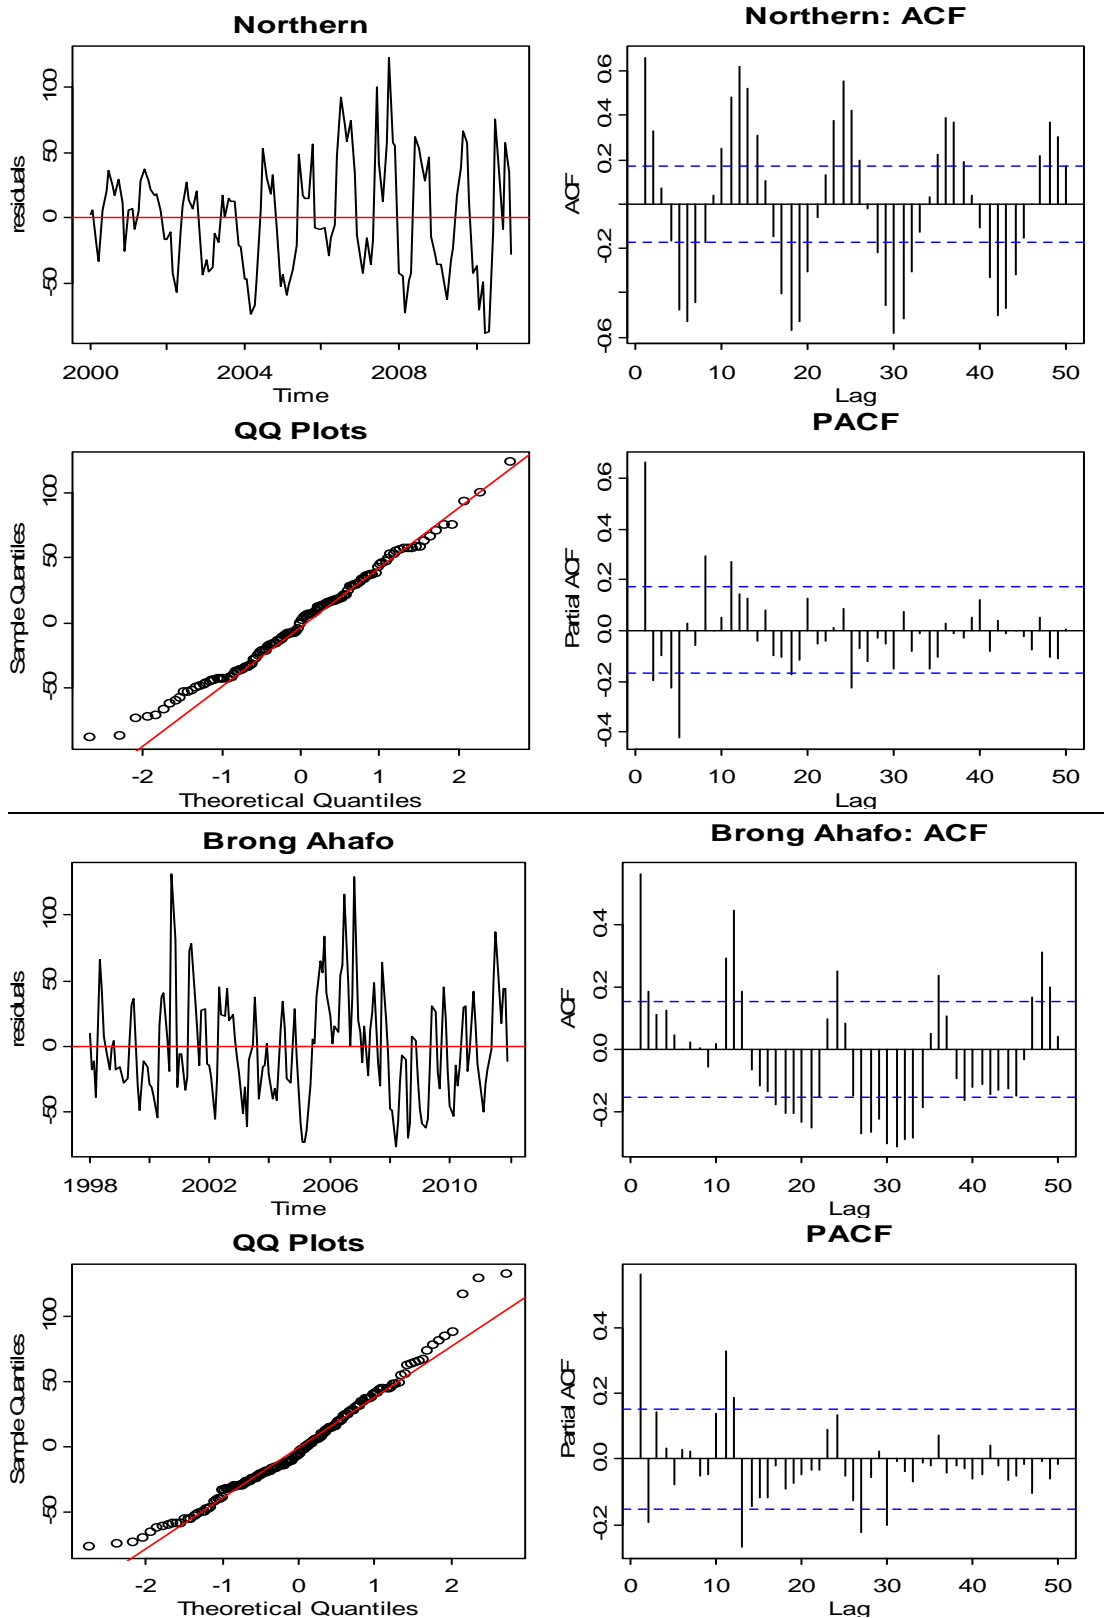 Northern
residuals
-50 0 50 100
2000 2004 2008
Time
Northern: ACF
ACF
-0.6 -0.2 0.2 0.4 0.6
0 10 20 30 40 50
Lag
QQ Plots
Sample Quantiles
-50 0 50 100
-2 -1 0 1 2
Theoretical Quantiles
PACF
Partial ACF
-0.4 -0.2 0.0 0.2 0.4 0.6
0 10 20 30 40 50
Lag
Brong Ahafo
residuals
-50 0 50 100
1998 2002 2006 2010
Time
Brong Ahafo: ACF
ACF
-0.2 0.0 0.2 0.4
0 10 20 30 40 50
Lag
QQ Plots
Sample Quantiles
-50 0 50 100
-2 -1 0 1 2
Theoretical Quantiles
PACF
Partial ACF
-0.2 0.0 0.2 0.4
0 10 20 30 40 50
Lag